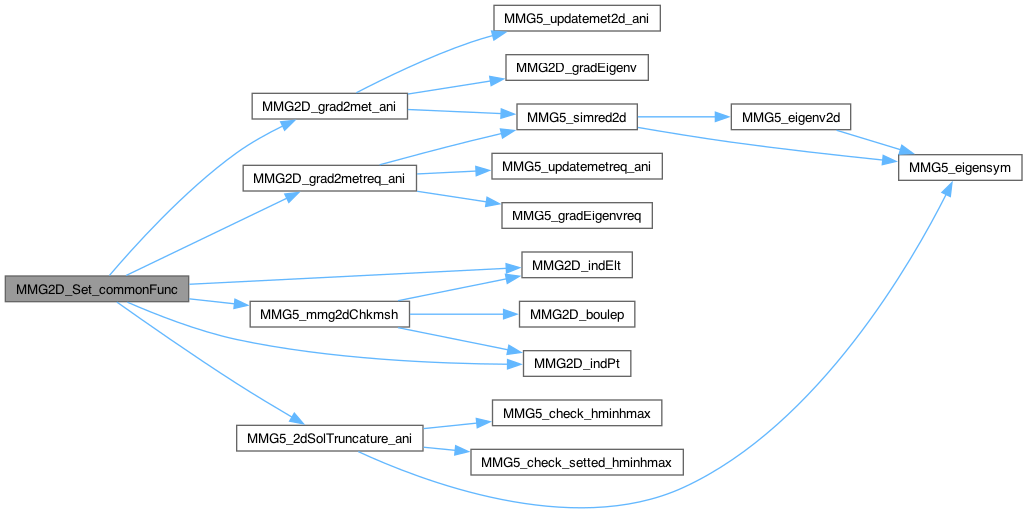 MMG5_updatemet2d_ani
MMG2D_gradEigenv
MMG2D_grad2met_ani
MMG5_simred2d
MMG5_eigenv2d
MMG5_eigensym
MMG2D_grad2metreq_ani
MMG5_updatemetreq_ani
MMG5_gradEigenvreq
MMG2D_Set_commonFunc
MMG2D_indElt
MMG5_mmg2dChkmsh
MMG2D_boulep
MMG2D_indPt
MMG5_2dSolTruncature_ani
MMG5_check_hminhmax
MMG5_check_setted_hminhmax